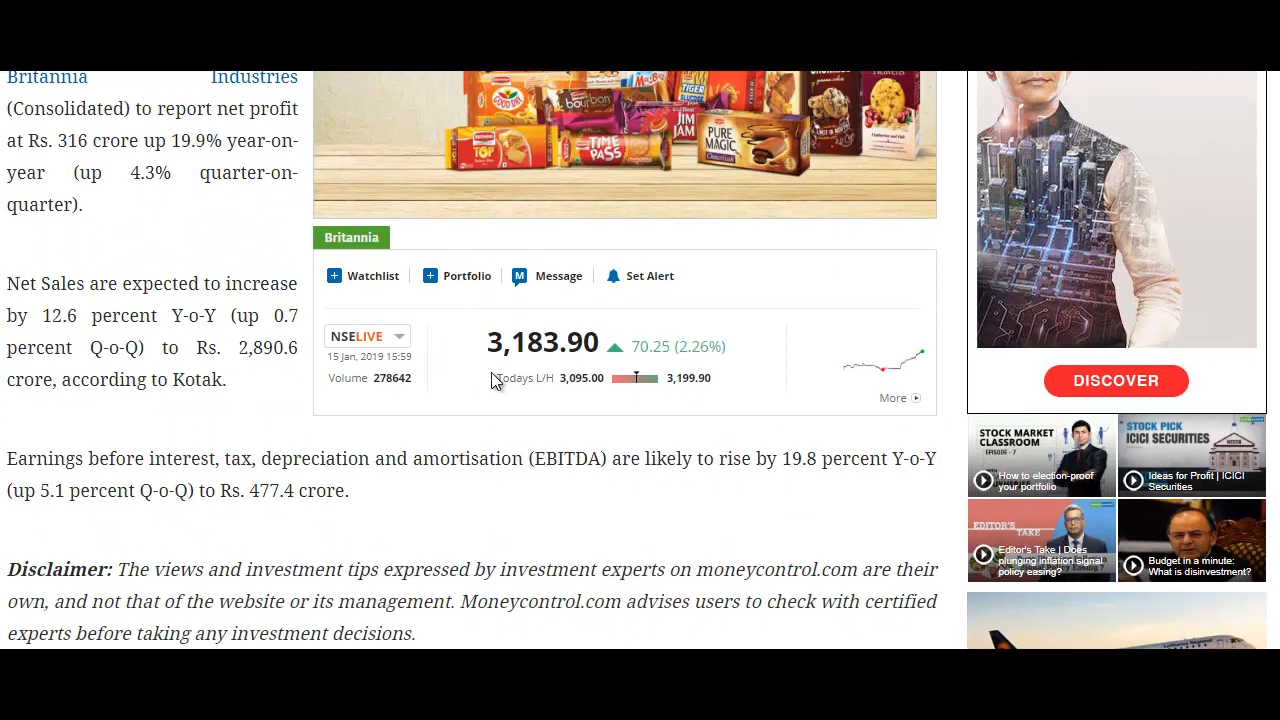 Britannia Industries
(Consolidated) to report net profit
at Rs. 316 crore up 19.9% year-on-
year (up 4.3% quarter-on-
quarter).
Net Sales are expected to increase
by 12.6 percent Y-o-Y (up 0.7
percent Q-o-Q) to Rs. 2,890.6
crore, according to Kotak.
GOOD DAY
bourbon
TIGER
JIM JAM
TOP
TIME PASS
PURE MAGIC
Britannia
Watchlist
Portfolio
Message
Set Alert
NSELIVE
15 Jan, 2019 15:59
Volume 278642
3,183.90 70.25 (2.26%)
Todays L/H 3,095.00 3,199.90
More
Earnings before interest, tax, depreciation and amortisation (EBITDA) are likely to rise by 19.8 percent Y-o-Y
(up 5.1 percent Q-o-Q) to Rs. 477.4 crore.
Disclaimer: The views and investment tips expressed by investment experts on moneycontrol.com are their
own, and not that of the website or its management. Moneycontrol.com advises users to check with certified
experts before taking any investment decisions.
DISCOVER
STOCK MARKET
CLASSROOM
EPISODE - 7
How to election-proof
your portfolio
STOCK PICK
ICICI SECURITIES
Ideas for Profit | ICICI
Securities
EDITOR'S
TAKE
Editor's Take | Does
plunging inflation signal
policy easing?
Budget in a minute:
What is disinvestment?